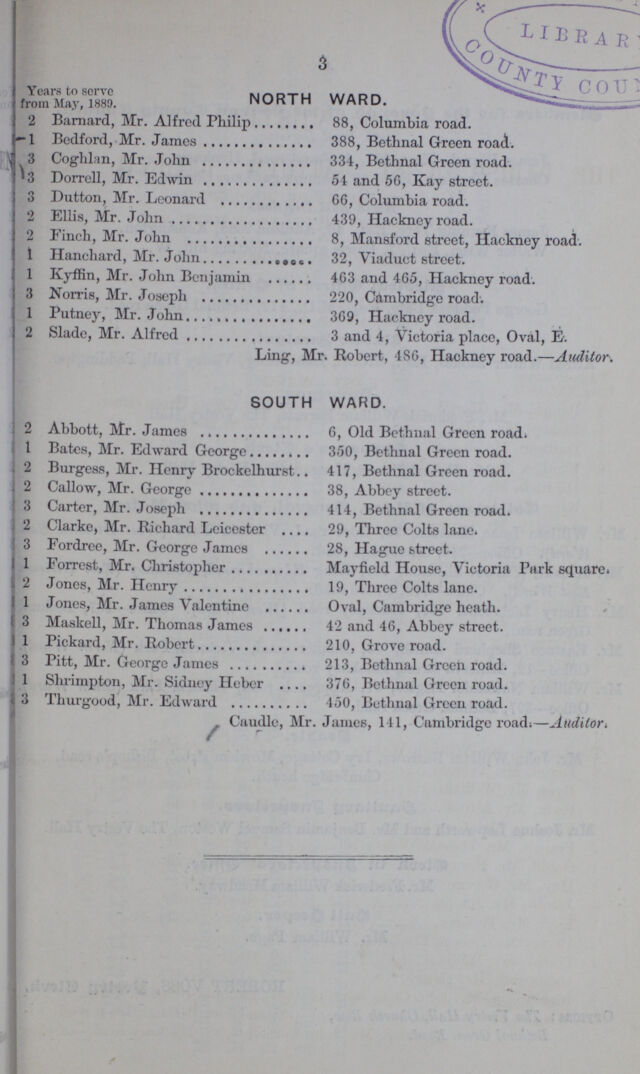 LIBRARY
COUNTY COUN
3
Years to serve
from May, 1889.
NORTH WARD.
2 Barnard, Mr. Alfred Philip........ 88, Columbia road.
1 Bedford, Mr. James .............. 388, Bethnal Green road.
3 Coghlan, Mr. John .............. 334, Bethnal Green road.
3 Dorrell, Mr. Edwin .............. 54 and 56, Kay street.
3 Dutton, Mr. Leonard ............ 66, Columbia road.
2 Ellis, Mr. John .................. 439, Hackney road.
2 Finch, Mr. John ................ 8, Mansford street, Hackney road.
1 Hanchard, Mr. John.............. 32, Viaduct street.
1 Kyffin, Mr. John Benjamin ...... 463 and 465, Hackney road.
3 Norris, Mr. Joseph .............. 220, Cambridge road.
1 Putney, Mr. John................ 369, Hackney road.
2 Slade, Mr. Alfred ................ 3 and 4, Victoria place, Oval, E.
Ling, Mr. Robert, 486, Hackney road.—Auditor.
SOUTH WARD.
2 Abbott, Mr. James .............. 6, Old Bethnal Green road.
1 Bates, Mr. Edward George........ 350, Bethnal Green road.
2 Burgess, Mr. Henry Brockelhurst.. 417, Bethnal Green road.
2 Callow, Mr. George .............. 38, Abbey street.
3 Carter, Mr. Joseph .............. 414, Bethnal Green road.
2 Clarke, Mr. Richard Leicester .... 29, Three Colts lane.
3 Fordree, Mr. George James ...... 28, Hague street.
1 Forrest, Mr. Christopher .......... Mayfield House, Victoria Park square.
2 Jones, Mr. Henry ................ 19, Three Colts lane.
1 Jones, Mr. James Valentine ...... Oval, Cambridge heath.
3 Maskell, Mr. Thomas James ...... 42 and 46, Abbey street.
1 Pickard, Mr. Robert.............. 210, Grove road.
3 Pitt, Mr. George James .......... 213, Bethnal Green road.
1 Shrimpton, Mr. Sidney Heber .... 376, Bethnal Green road.
3 Thurgood, Mr. Edward .......... 450, Bethnal Green road.
Caudle, Mr. James, 141, Cambridge road.—Auditor.